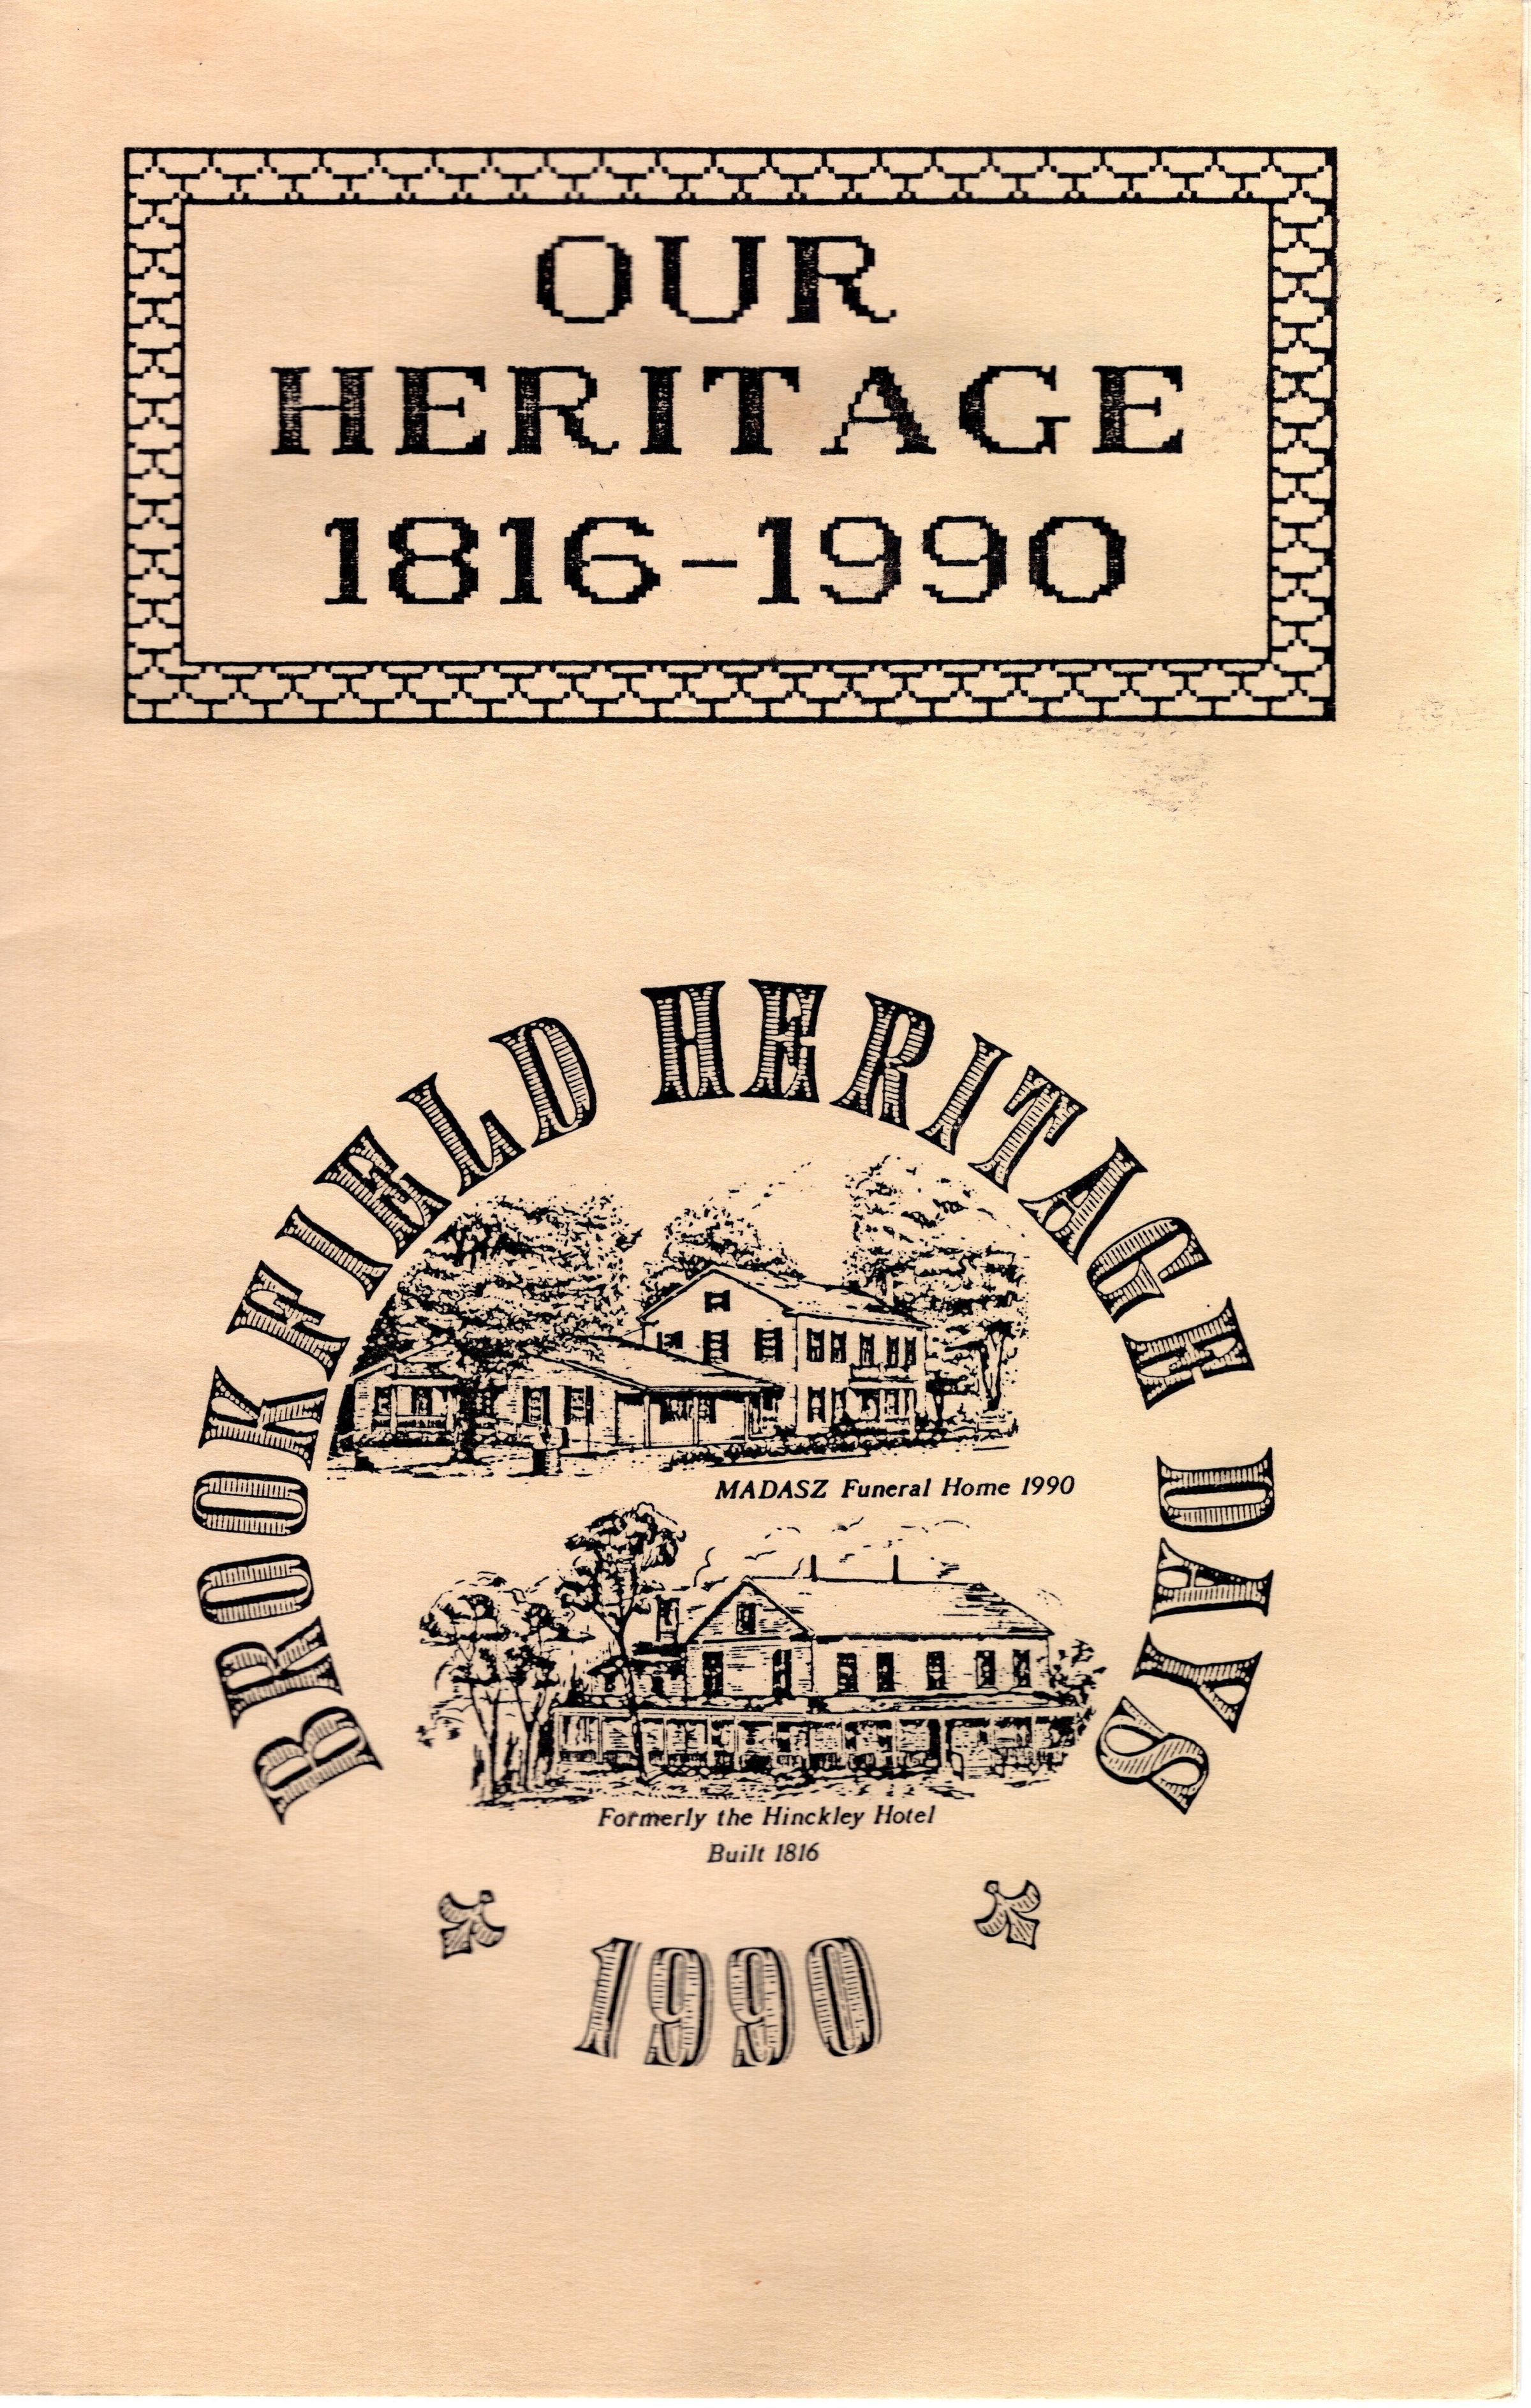 OUR
HERITAGE
1816-1990
BROOKFIELD HERITAGE DAYS
MADASZ Funeral Home 1990
Formerly the Hinckley Hotel
Built 1816
1990